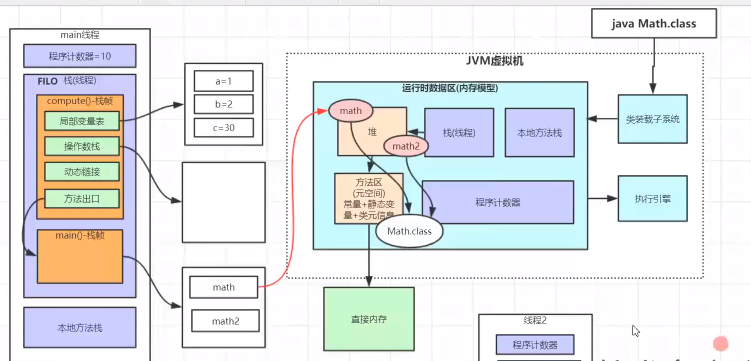 main线程
程序计数器=10
FILO 栈(线程)
compute()-栈帧
局部变量表
操作数栈
动态链接
方法出口
main()-栈帧
本地方法栈
a=1
b=2
c=30
math
math2
java Math.class
JVM虚拟机
运行时数据区(内存模型)
math
堆
math2
栈(线程)
本地方法栈
方法区
(元空间)
常量+静态变
量+类元信息
程序计数器
Math.class
类装载子系统
执行引擎
直接内存
线程2
程序计数器